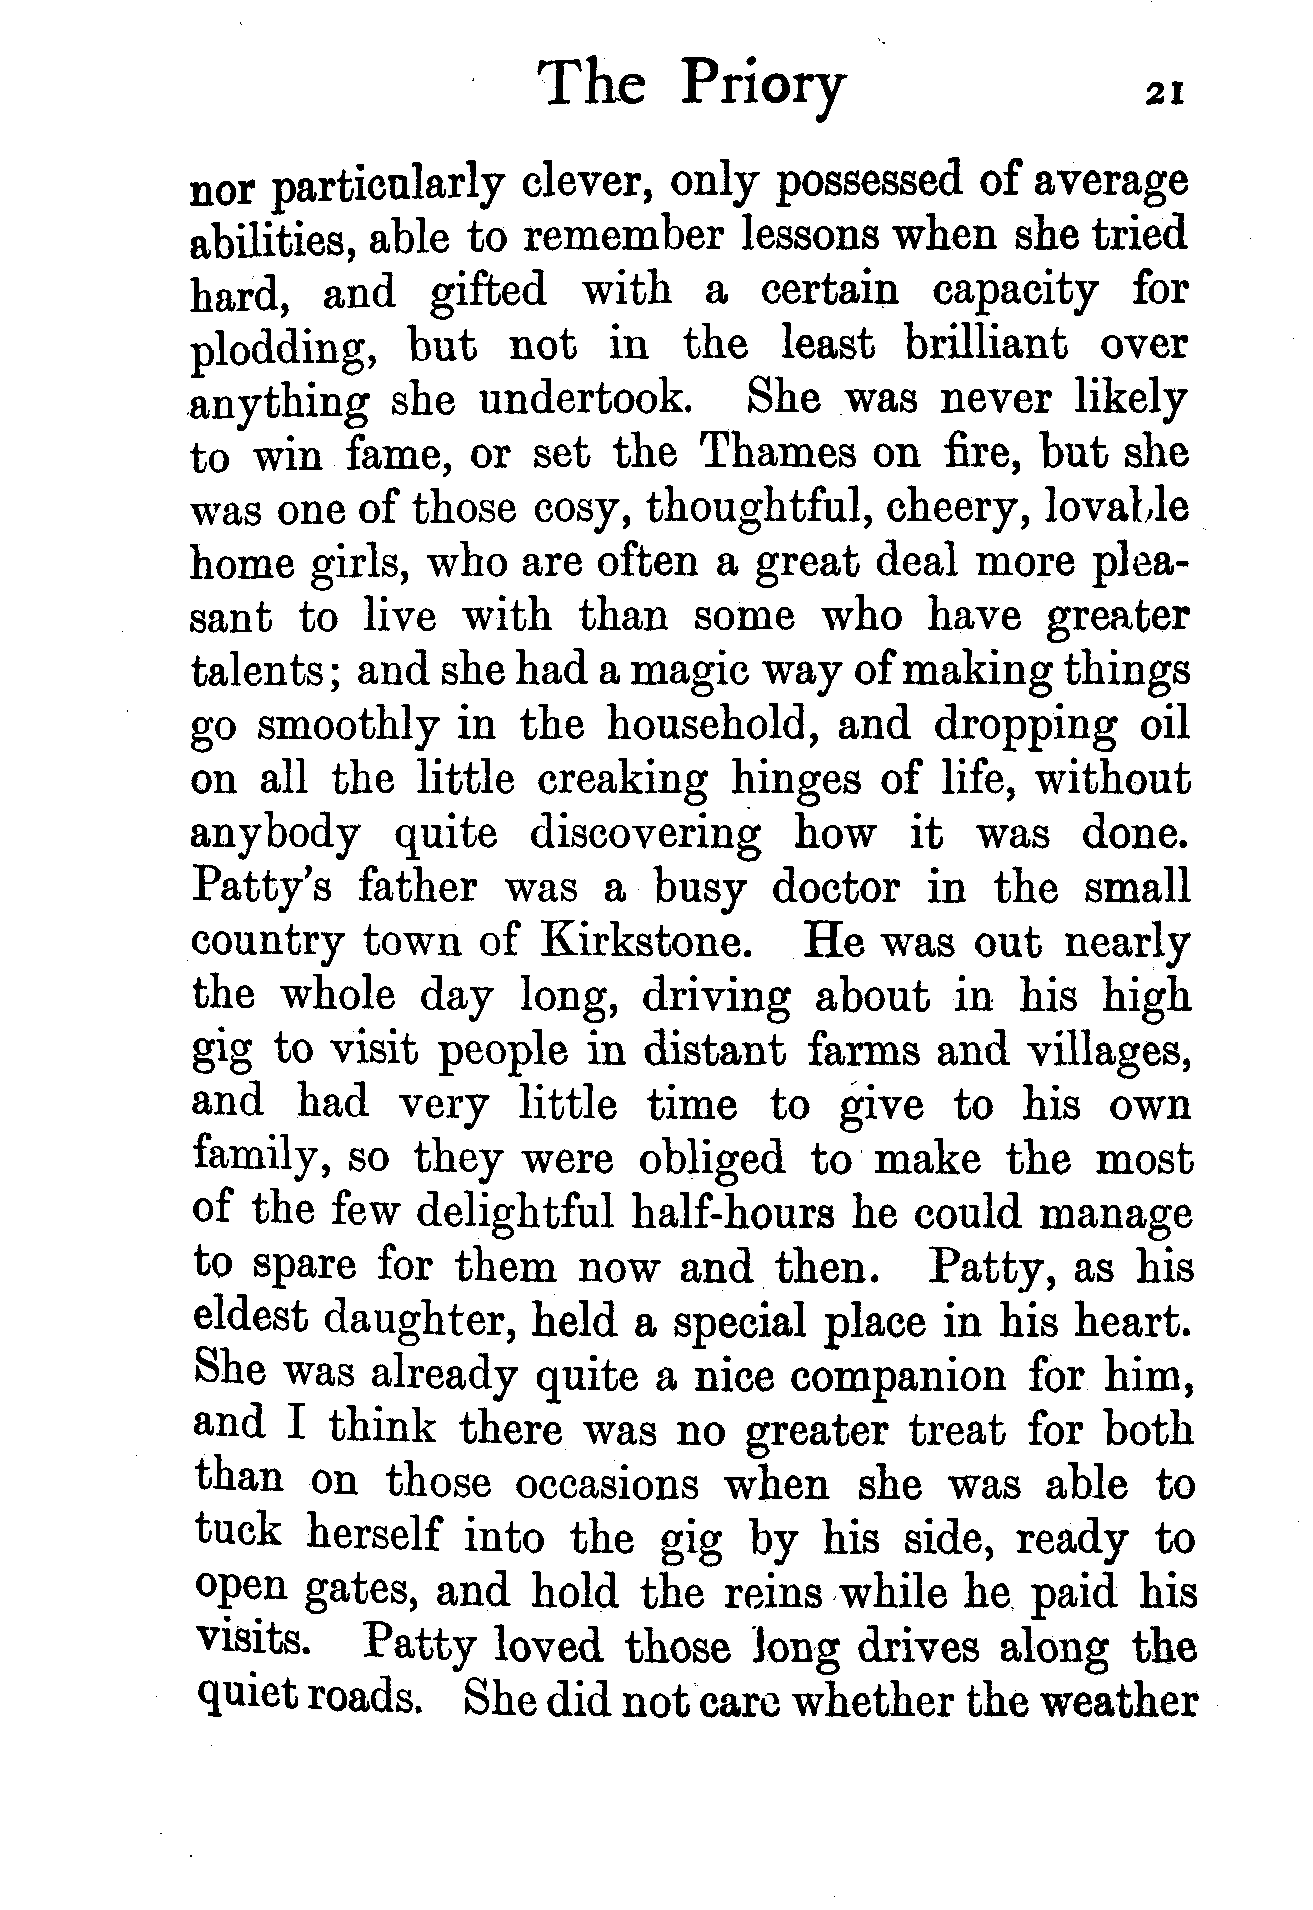 The Priory 21
nor particularly clever, only possessed of average
abilities, able to remember lessons when she tried
hard, and gifted with a certain capacity for
plodding, but not in the least brilliant over
anything she undertook. She was never likely
to win fame, or set the Thames on fire, but she
was one of those cosy, thoughtful, cheery, lovable
home girls, who are often a great deal more plea-
sant to live with than some who have greater
talents; and she had a magic way of making things
go smoothly in the household, and dropping oil
on all the little creaking hinges of life, without
anybody quite discovering how it was done.
Patty's father was a busy doctor in the small
country town of Kirkstone. He was out nearly
the whole day long, driving about in his high
gig to visit people in distant farms and villages,
and had very little time to give to his own
family, so they were obliged to make the most
of the few delightful half-hours he could manage
to spare for them now and then. Patty, as his
eldest daughter, held a special place in his heart.
She was already quite a nice companion for him,
and I think there was no greater treat for both
than on those occasions when she was able to
tuck herself into the gig by his side, ready to
open gates, and hold the reins while he paid his
visits. Patty loved those long drives along the
quiet roads. She did not care whether the weather